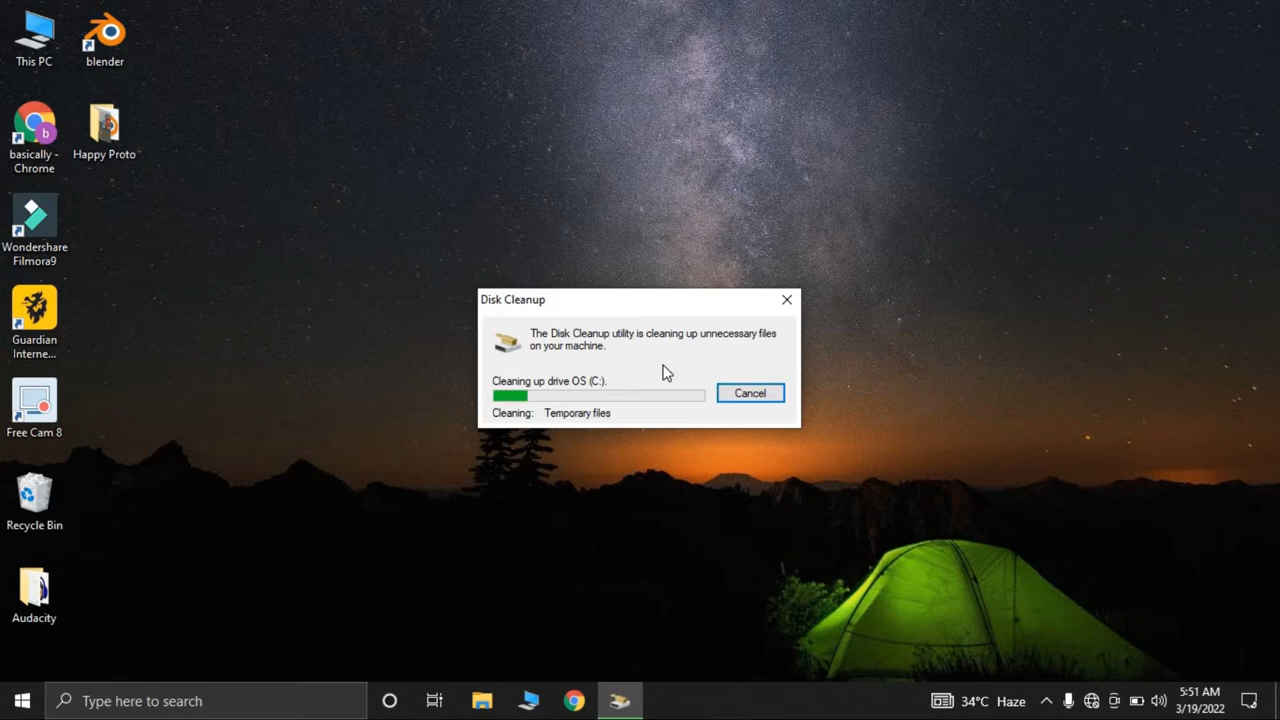 This PC
blender
basically -
Chrome
Happy Proto
Wondershare
Filmora9
Guardian
Interne...
Free Cam 8
Recycle Bin
Audacity
b
Disk Cleanup
The Disk Cleanup utility is cleaning up unnecessary files
on your machine.
Cleaning up drive OS (C:).
Cancel
Cleaning: Temporary files
Type here to search
34°C Haze
5:51 AM
3/19/2022